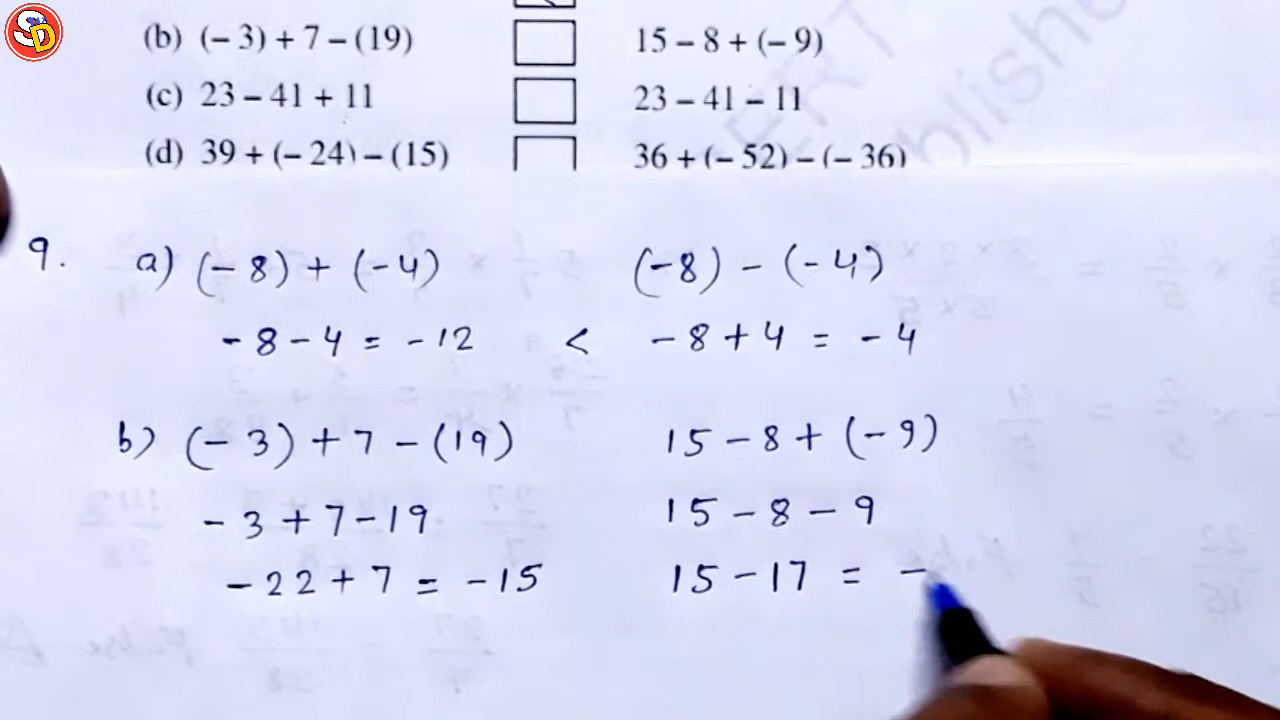 SD
(b) (– 3) + 7 – (19) 15 – 8 + (– 9)
(c) 23 – 41 + 11 23 – 41 – 11
(d) 39 + (– 24) – (15) 36 + (– 52) – (– 36)
9. a) (- 8) + (- 4) (-8) - (- 4)
- 8 - 4 = - 12 < - 8 + 4 = - 4
b) (- 3) + 7 - (19) 15 - 8 + (- 9)
- 3 + 7 - 19 15 - 8 - 9
- 22 + 7 = - 15 15 - 17 = -